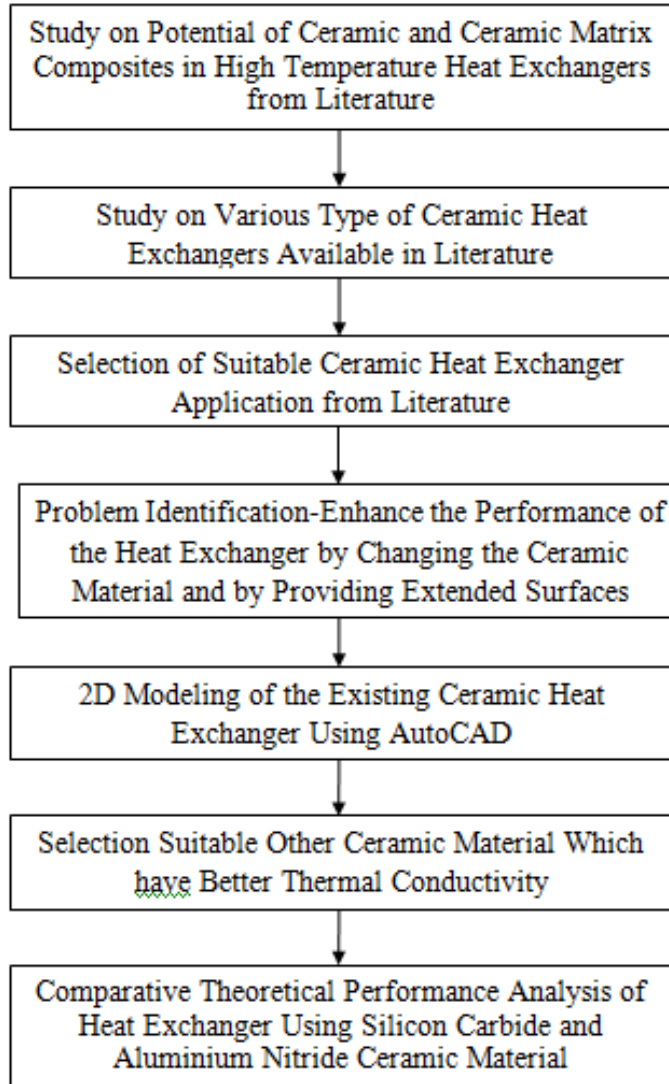 Study on Potential of Ceramic and Ceramic Matrix
Composites in High Temperature Heat Exchangers
from Literature
Study on Various Type of Ceramic Heat
Exchangers Available in Literature
Selection of Suitable Ceramic Heat Exchanger
Application from Literature
Problem Identification-Enhance the Performance of
the Heat Exchanger by Changing the Ceramic
Material and by Providing Extended Surfaces
2D Modeling of the Existing Ceramic Heat
Exchanger Using AutoCAD
Selection Suitable Other Ceramic Material Which
have Better Thermal Conductivity
Comparative Theoretical Performance Analysis of
Heat Exchanger Using Silicon Carbide and
Aluminium Nitride Ceramic Material